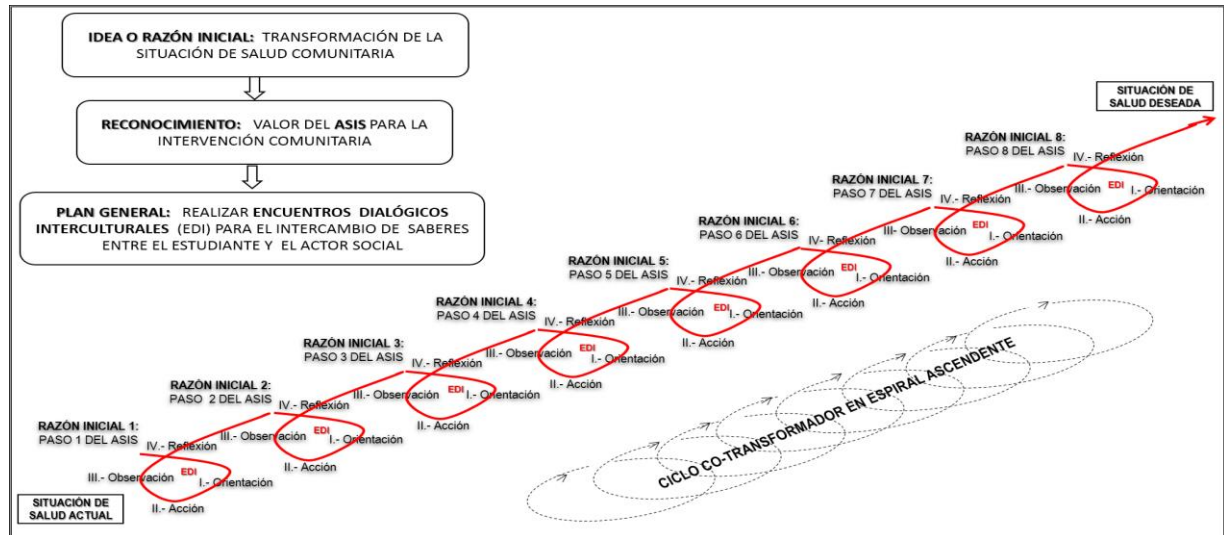 IDEA O RAZÓN INICIAL: TRANSFORMACIÓN DE LA
SITUACIÓN DE SALUD COMUNITARIA
RECONOCIMIENTO: VALOR DEL ASIS PARA LA
INTERVENCIÓN COMUNITARIA
PLAN GENERAL: REALIZAR ENCUENTROS DIALÓGICOS
INTERCULTURALES (EDI) PARA EL INTERCAMBIO DE SABERES
ENTRE EL ESTUDIANTE Y EL ACTOR SOCIAL
SITUACIÓN DE
SALUD ACTUAL
RAZÓN INICIAL 1:
PASO 1 DEL ASIS
IV.- Reflexión
III.- Observación
EDI
I.- Orientación
II.- Acción
RAZÓN INICIAL 2:
PASO 2 DEL ASIS
IV.- Reflexión
III.- Observación
EDI
I.- Orientación
II.- Acción
RAZÓN INICIAL 3:
PASO 3 DEL ASIS
IV.- Reflexión
III.- Observación
EDI
I.- Orientación
II.- Acción
RAZÓN INICIAL 4:
PASO 4 DEL ASIS
IV.- Reflexión
III.- Observación
EDI
I.- Orientación
II.- Acción
RAZÓN INICIAL 5:
PASO 5 DEL ASIS
IV.- Reflexión
III.- Observación
EDI
I.- Orientación
II.- Acción
RAZÓN INICIAL 6:
PASO 6 DEL ASIS
IV- Reflexión
III.- Observación
EDI
I.- Orientación
II.- Acción
RAZÓN INICIAL 7:
PASO 7 DEL ASIS
IV.- Reflexión
III- Observación
EDI
I.- Orientación
II.- Acción
RAZÓN INICIAL 8:
PASO 8 DEL ASIS
IV.- Reflexión
III.- Observación
EDI
I.- Orientación
II.- Acción
SITUACIÓN DE
SALUD DESEADA
CICLO CO-TRANSFORMADOR EN ESPIRAL ASCENDENTE